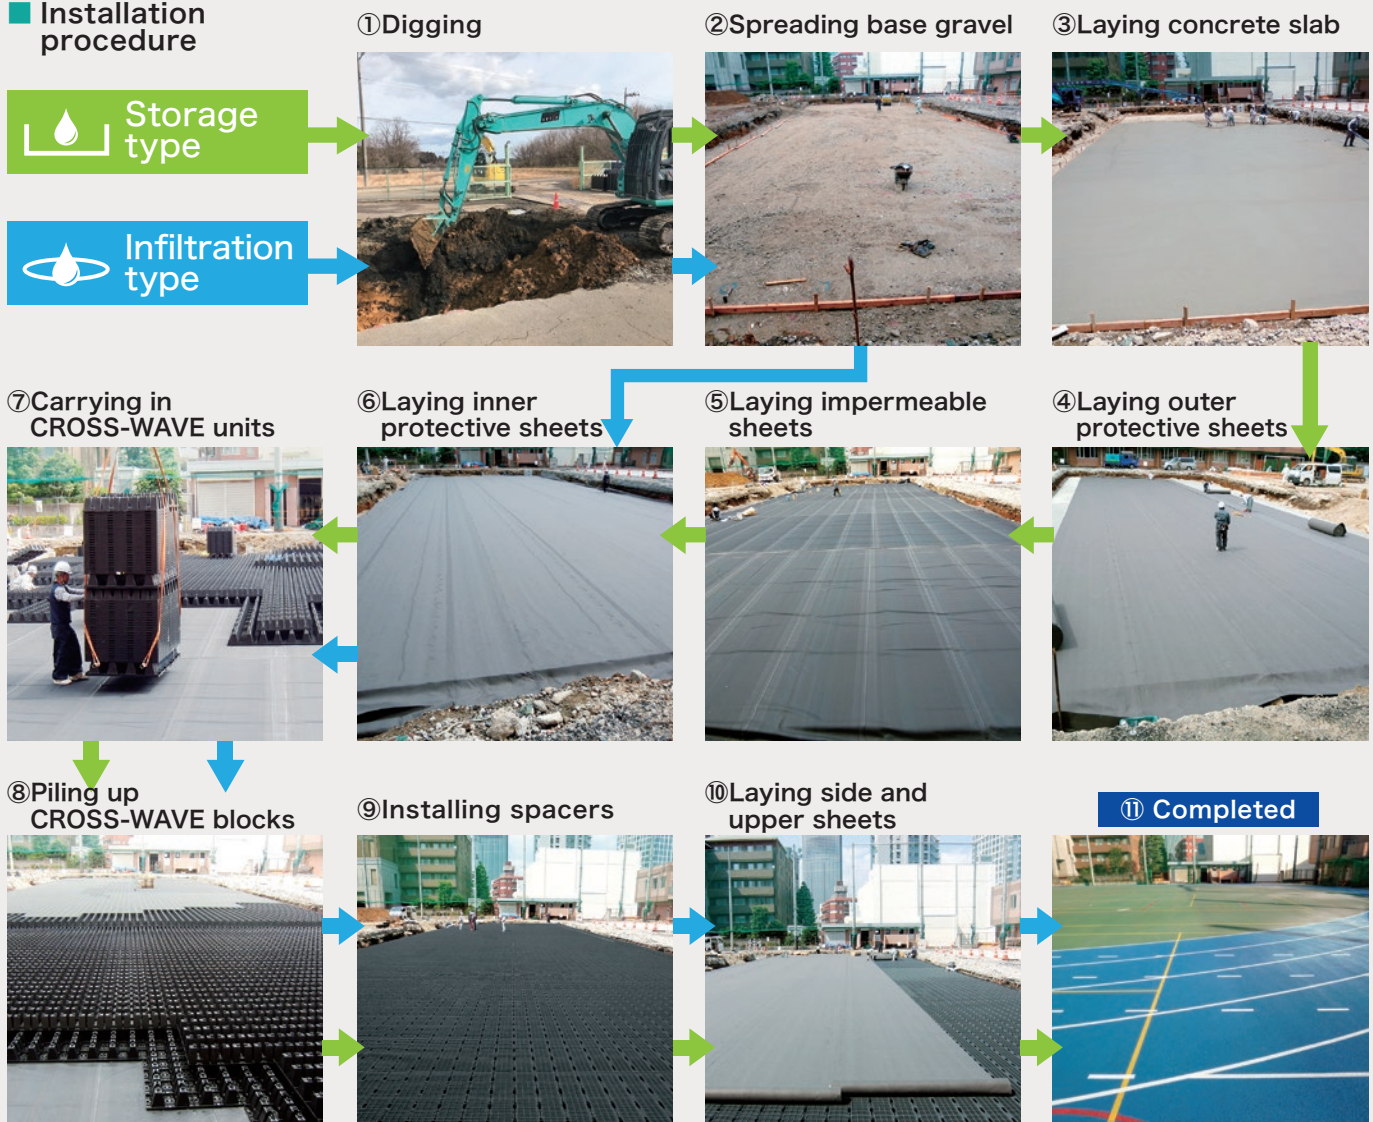 ■ Installation
procedure
①Digging
②Spreading base gravel
③Laying concrete slab
Storage
type
Infiltration
type
⑦Carrying in
CROSS-WAVE units
⑥Laying inner
protective sheets
⑤Laying impermeable
sheets
④Laying outer
protective sheets
⑧Piling up
CROSS-WAVE blocks
⑨Installing spacers
⑩Laying side and
upper sheets
⑪ Completed